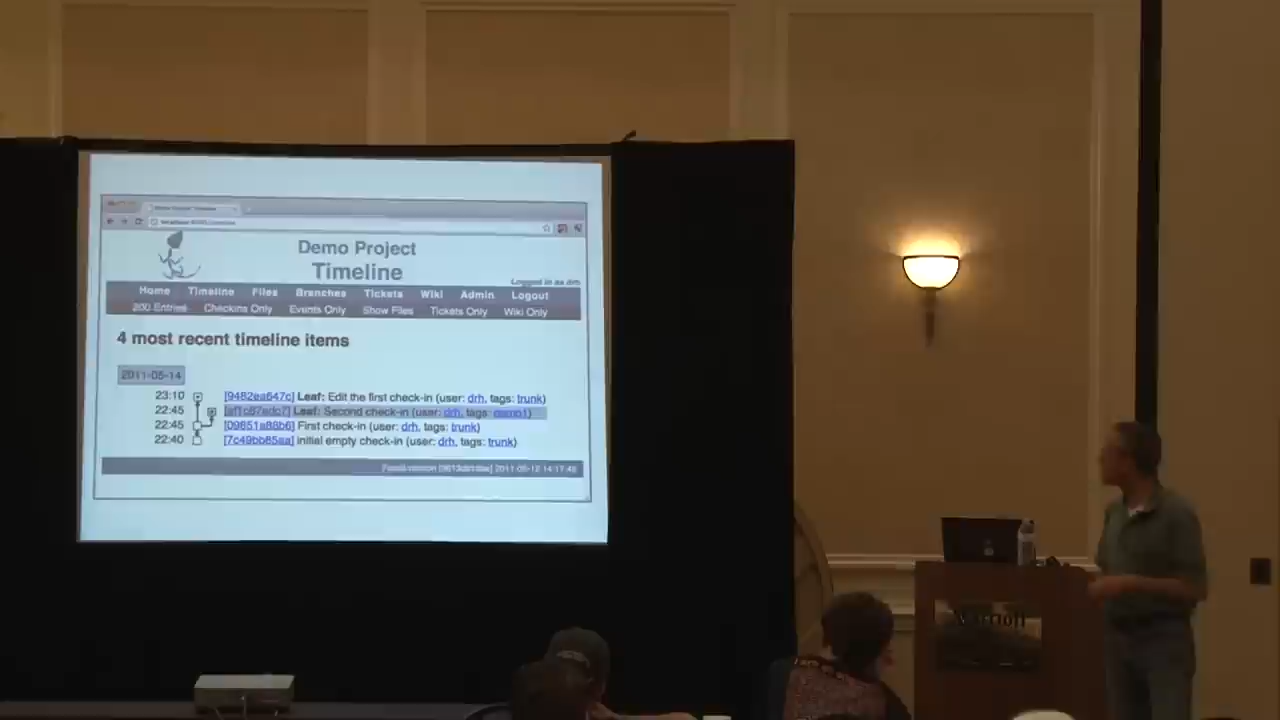 Demo Project
Timeline
Logged in as drh
Home Timeline Files Branches Tickets Wiki Admin Logout
200 Entries Checkins Only Events Only Show Files Tickets Only Wiki Only
4 most recent timeline items
2011-05-14
23:10 [9482ea647c] Leaf: Edit the first check-in (user: drh, tags: trunk)
22:45 Leaf: Second check-in (user: drh, tags:
22:45 [09851a88b6] First check-in (user: drh, tags: trunk)
22:40 [7c49bb85aa] initial empty check-in (user: drh, tags: trunk)
Marriott